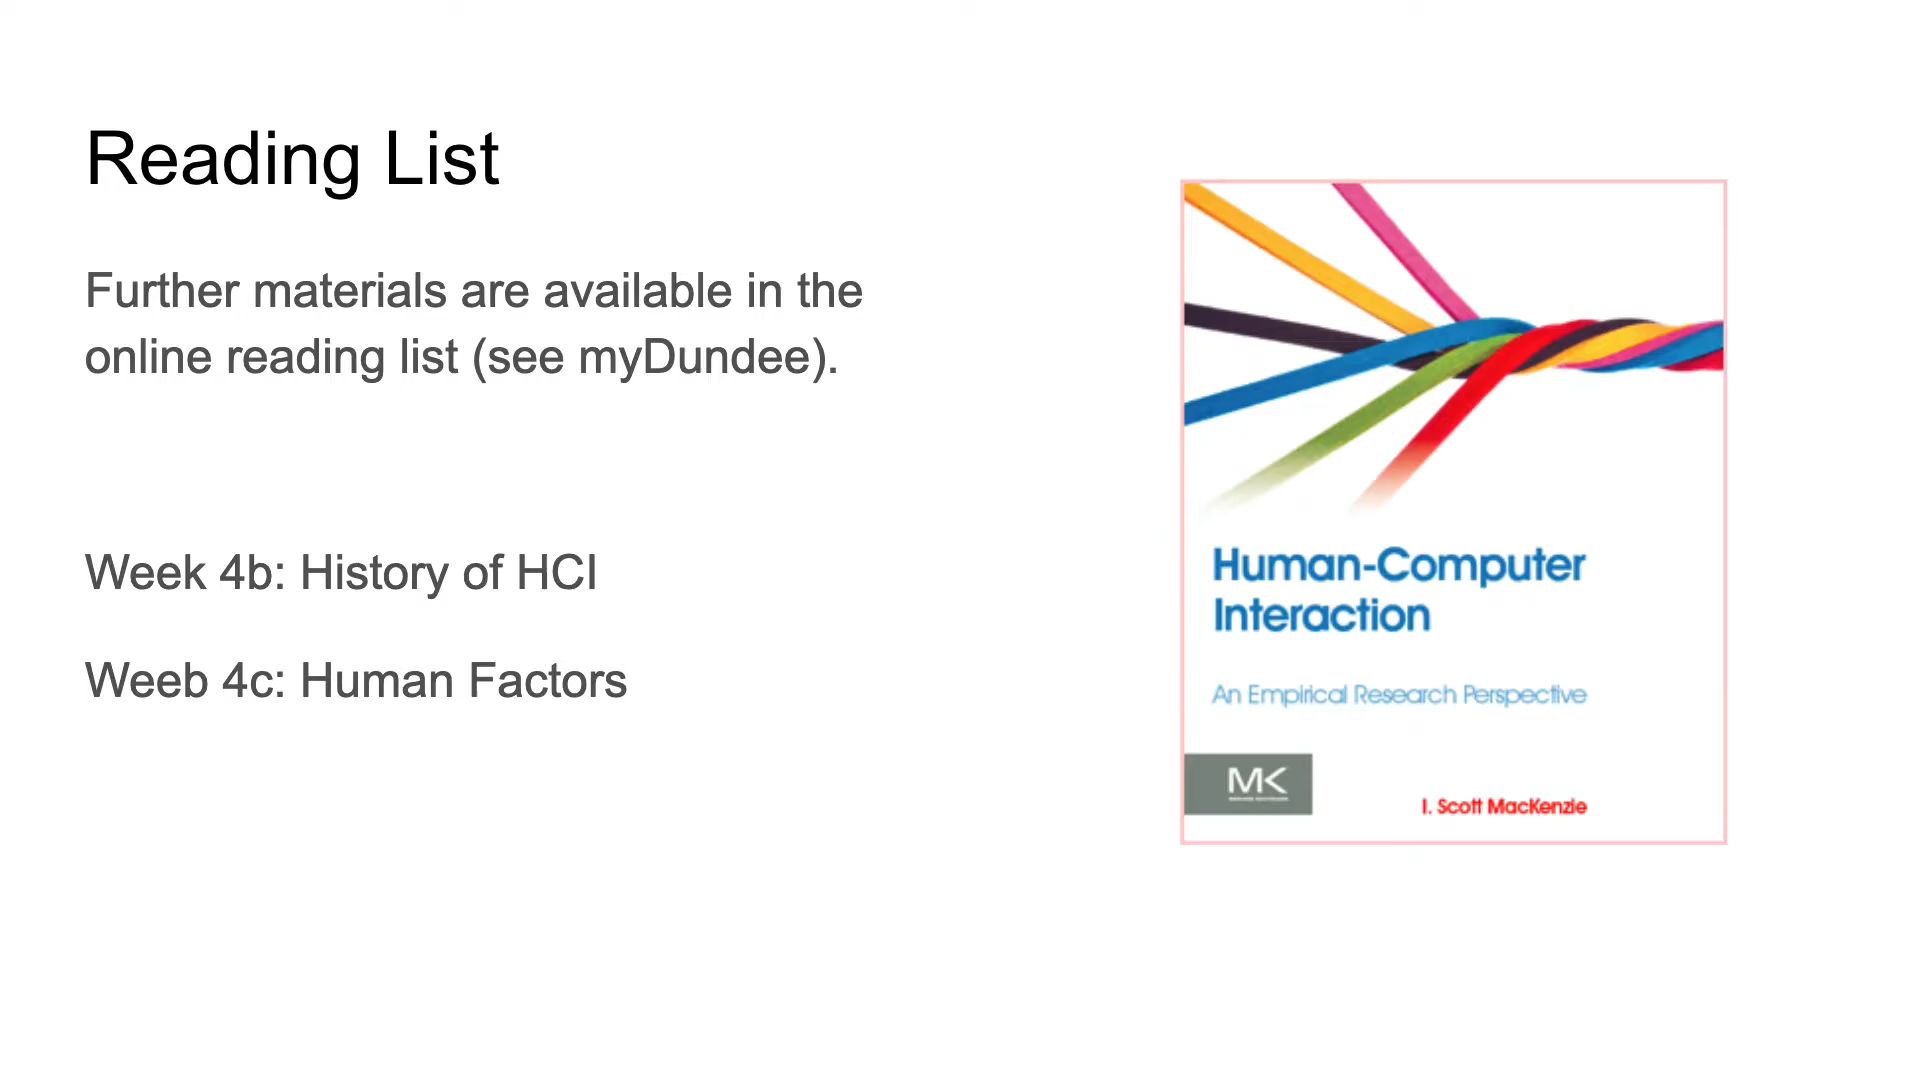 Reading List
Further materials are available in the
online reading list (see myDundee).
Week 4b: History of HCI
Weeb 4c: Human Factors
Human-Computer
Interaction
An Empirical Research Perspective
MK
I. Scott MacKenzie